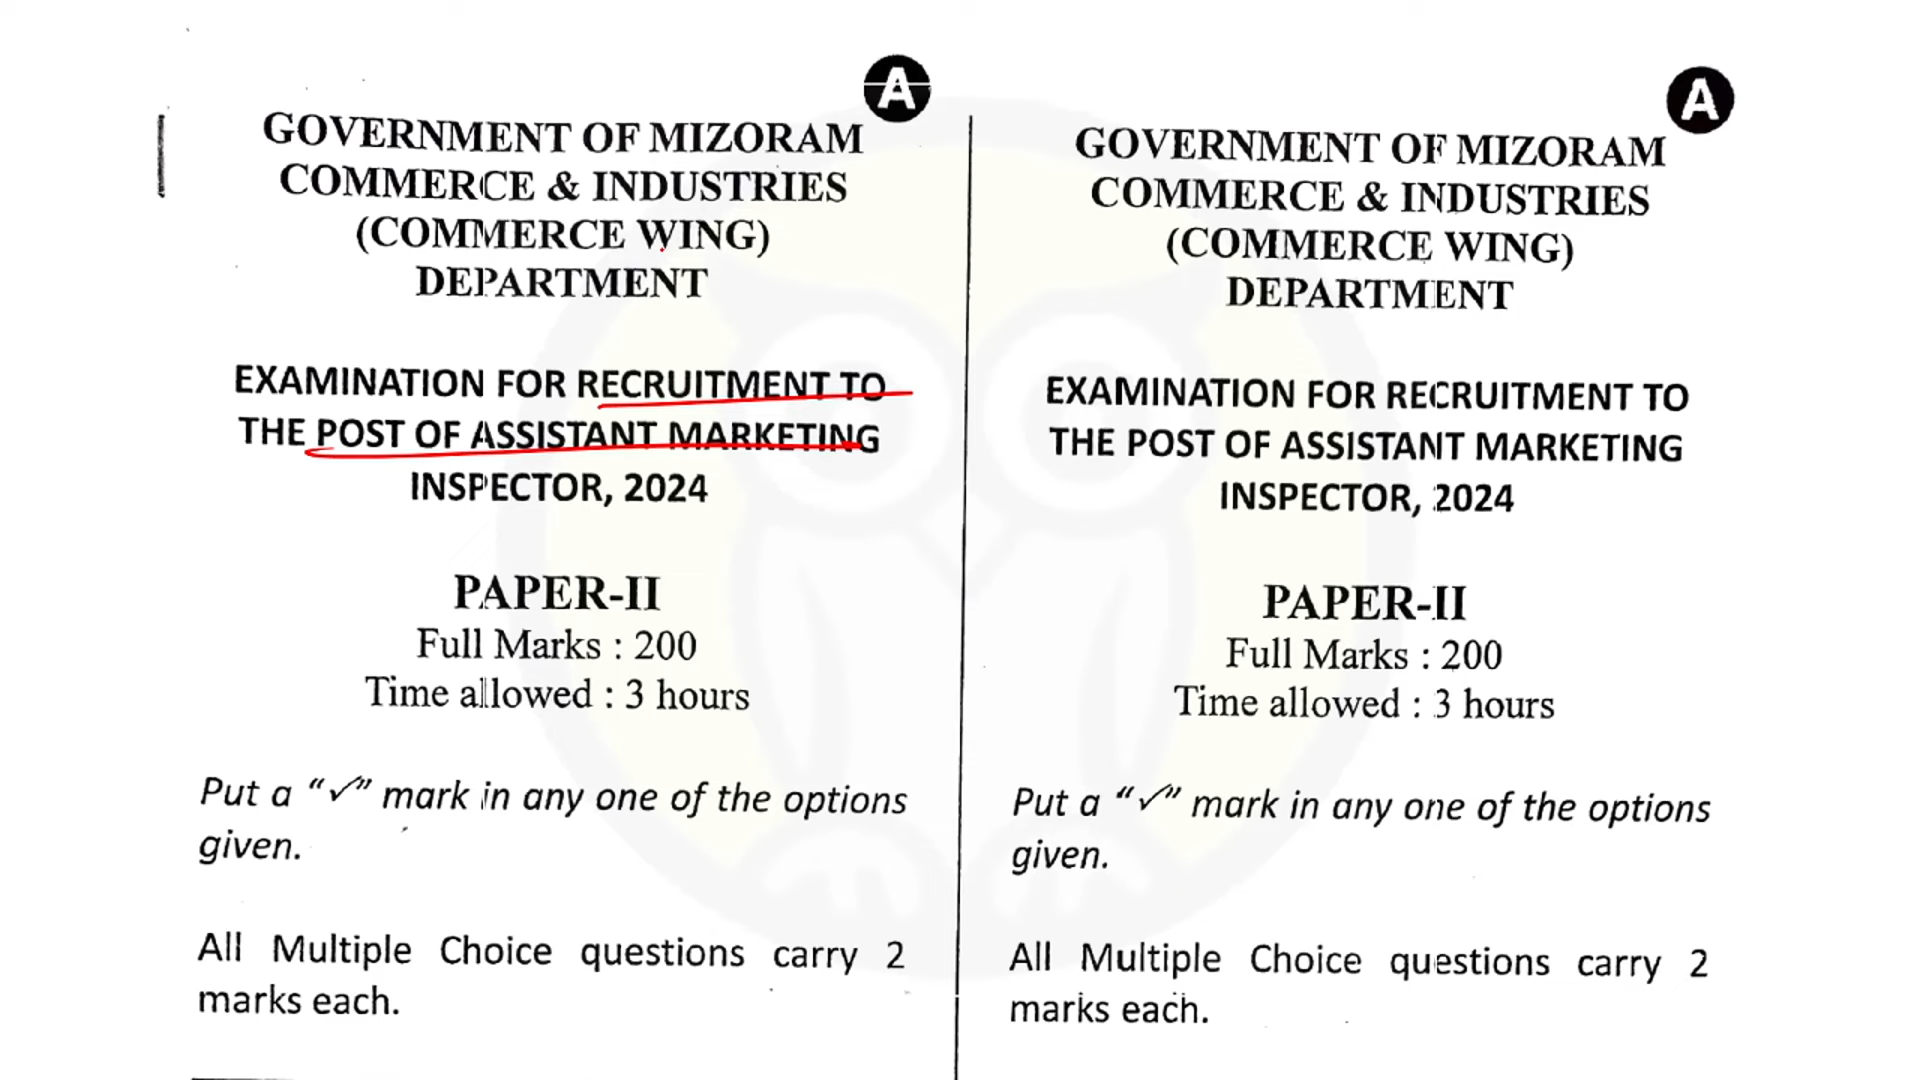 A
GOVERNMENT OF MIZORAM
COMMERCE & INDUSTRIES
(COMMERCE WING)
DEPARTMENT
EXAMINATION FOR RECRUITMENT TO
THE POST OF ASSISTANT MARKETING
INSPECTOR, 2024
PAPER-II
Full Marks : 200
Time allowed : 3 hours
Put a “✓” mark in any one of the options
given.
All Multiple Choice questions carry 2
marks each.
A
GOVERNMENT OF MIZORAM
COMMERCE & INDUSTRIES
(COMMERCE WING)
DEPARTMENT
EXAMINATION FOR RECRUITMENT TO
THE POST OF ASSISTANT MARKETING
INSPECTOR, 2024
PAPER-II
Full Marks : 200
Time allowed : 3 hours
Put a “✓” mark in any one of the options
given.
All Multiple Choice questions carry 2
marks each.